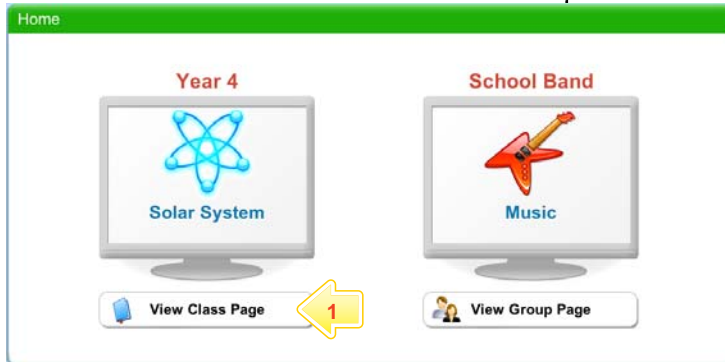 Home
Year 4
School Band
Solar System
Music
View Class Page
1
View Group Page